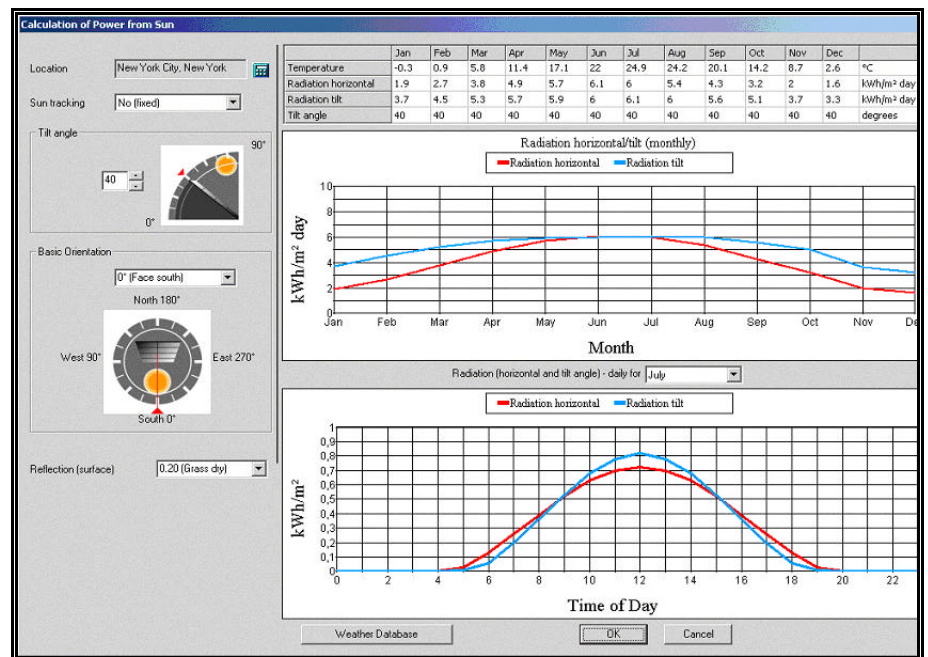 Calculation of Power from Sun
Location New York City, New York
Sun tracking No (fixed)
Tilt angle
90°
40
0°
Basic Orientation
0° (Face south)
North 180°
West 90° East 270°
South 0°
Reflection (surface) 0.20 (Grass dry)
Jan Feb Mar Apr May Jun Jul Aug Sep Oct Nov Dec
Temperature -0.3 0.9 5.8 11.4 17.1 22 24.9 24.2 20.1 14.2 8.7 2.6 °C
Radiation horizontal 1.9 2.7 3.8 4.9 5.7 6.1 6 5.4 4.3 3.2 2 1.6 kWh/m² day
Radiation tilt 3.7 4.5 5.3 5.7 5.9 6 6.1 6 5.6 5.1 3.7 3.3 kWh/m² day
Tilt angle 40 40 40 40 40 40 40 40 40 40 40 40 degrees
Radiation horizontal/tilt (monthly)
Radiation horizontal Radiation tilt
10
8
6
4
2
0
kWh/m² day
Jan Feb Mar Apr May Jun Jul Aug Sep Oct Nov De
Month
Radiation (horizontal and tilt angle) - daily for July
Radiation horizontal Radiation tilt
1
0,9
0,8
0,7
0,6
0,5
0,4
0,3
0,2
0,1
0
kWh/m²
0 2 4 6 8 10 12 14 16 18 20 22
Time of Day
Weather Database OK Cancel